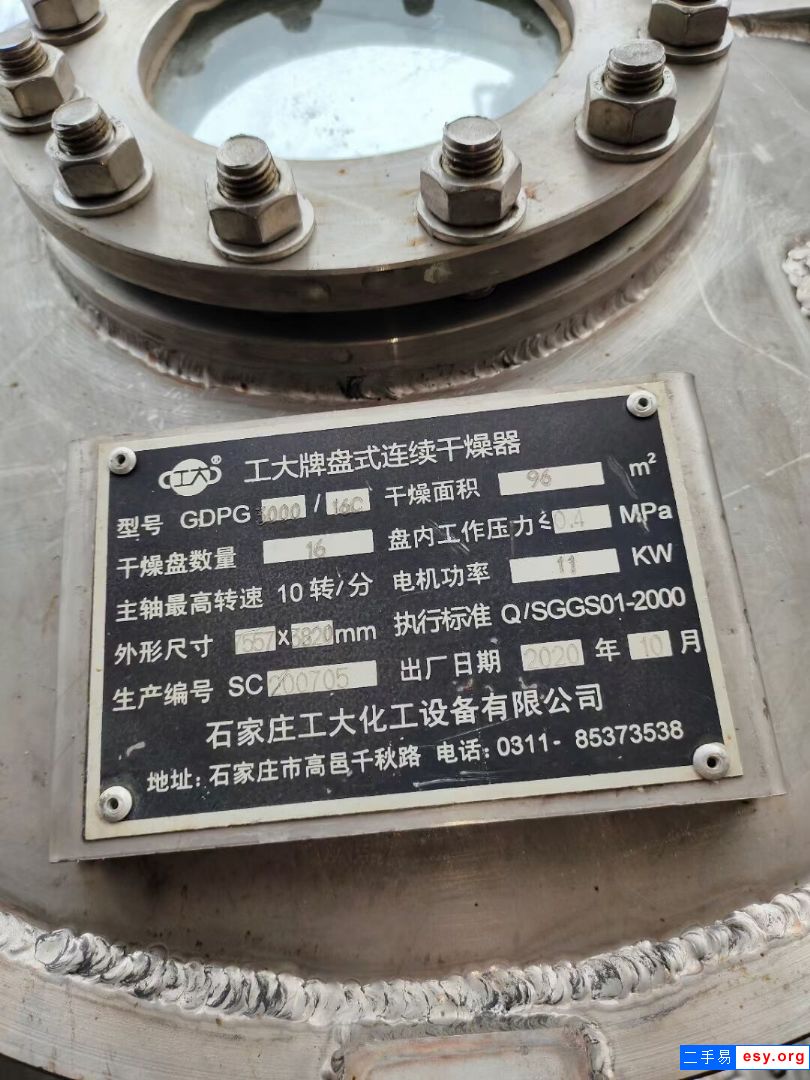 工大® 工大牌盘式连续干燥器
型号 GDPG 3000 / 16C 干燥面积 96 m²
干燥盘数量 16 盘内工作压力≤0.4 MPa
主轴最高转速 10 转/分 电机功率 11 KW
外形尺寸 7557×3820mm 执行标准 Q/SGGS01-2000
生产编号 SC200705 出厂日期 2020 年 10 月
石家庄工大化工设备有限公司
地址:石家庄市高邑千秋路 电话:0311-85373538
二手易 esy.org